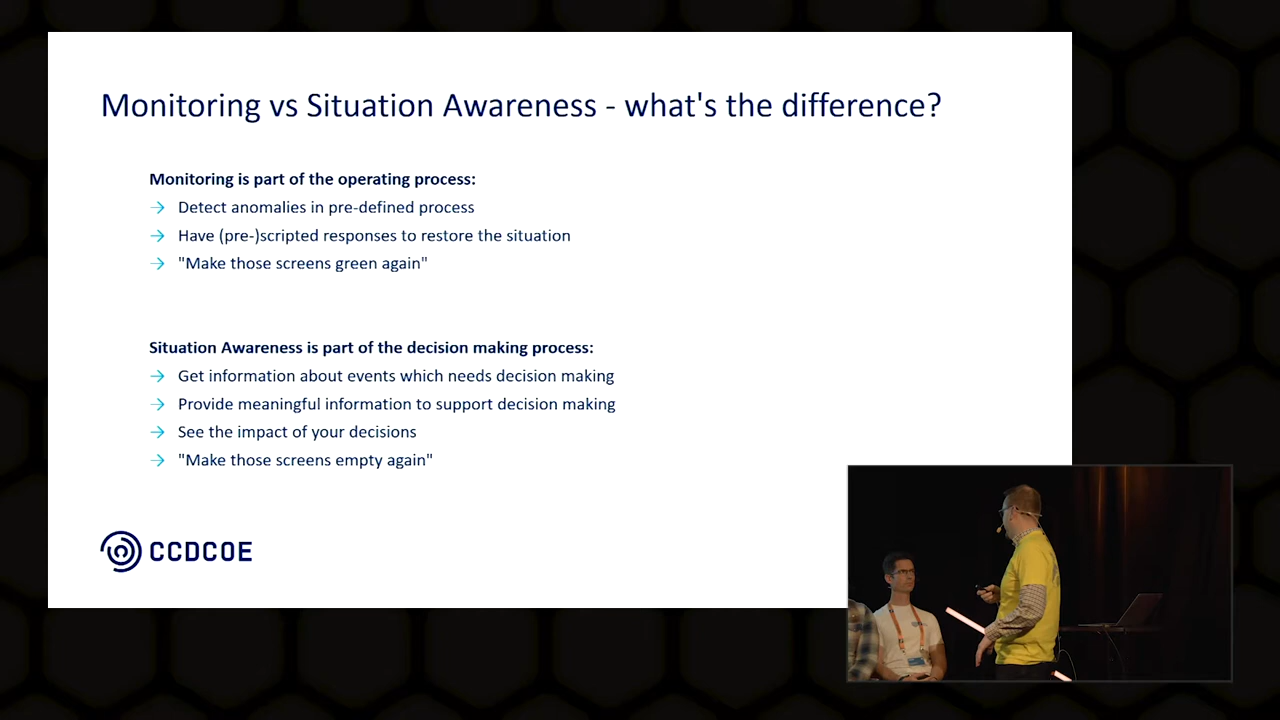 Monitoring vs Situation Awareness - what's the difference?
Monitoring is part of the operating process:
→ Detect anomalies in pre-defined process
→ Have (pre-)scripted responses to restore the situation
→ "Make those screens green again"
Situation Awareness is part of the decision making process:
→ Get information about events which needs decision making
→ Provide meaningful information to support decision making
→ See the impact of your decisions
→ "Make those screens empty again"
CCDCOE